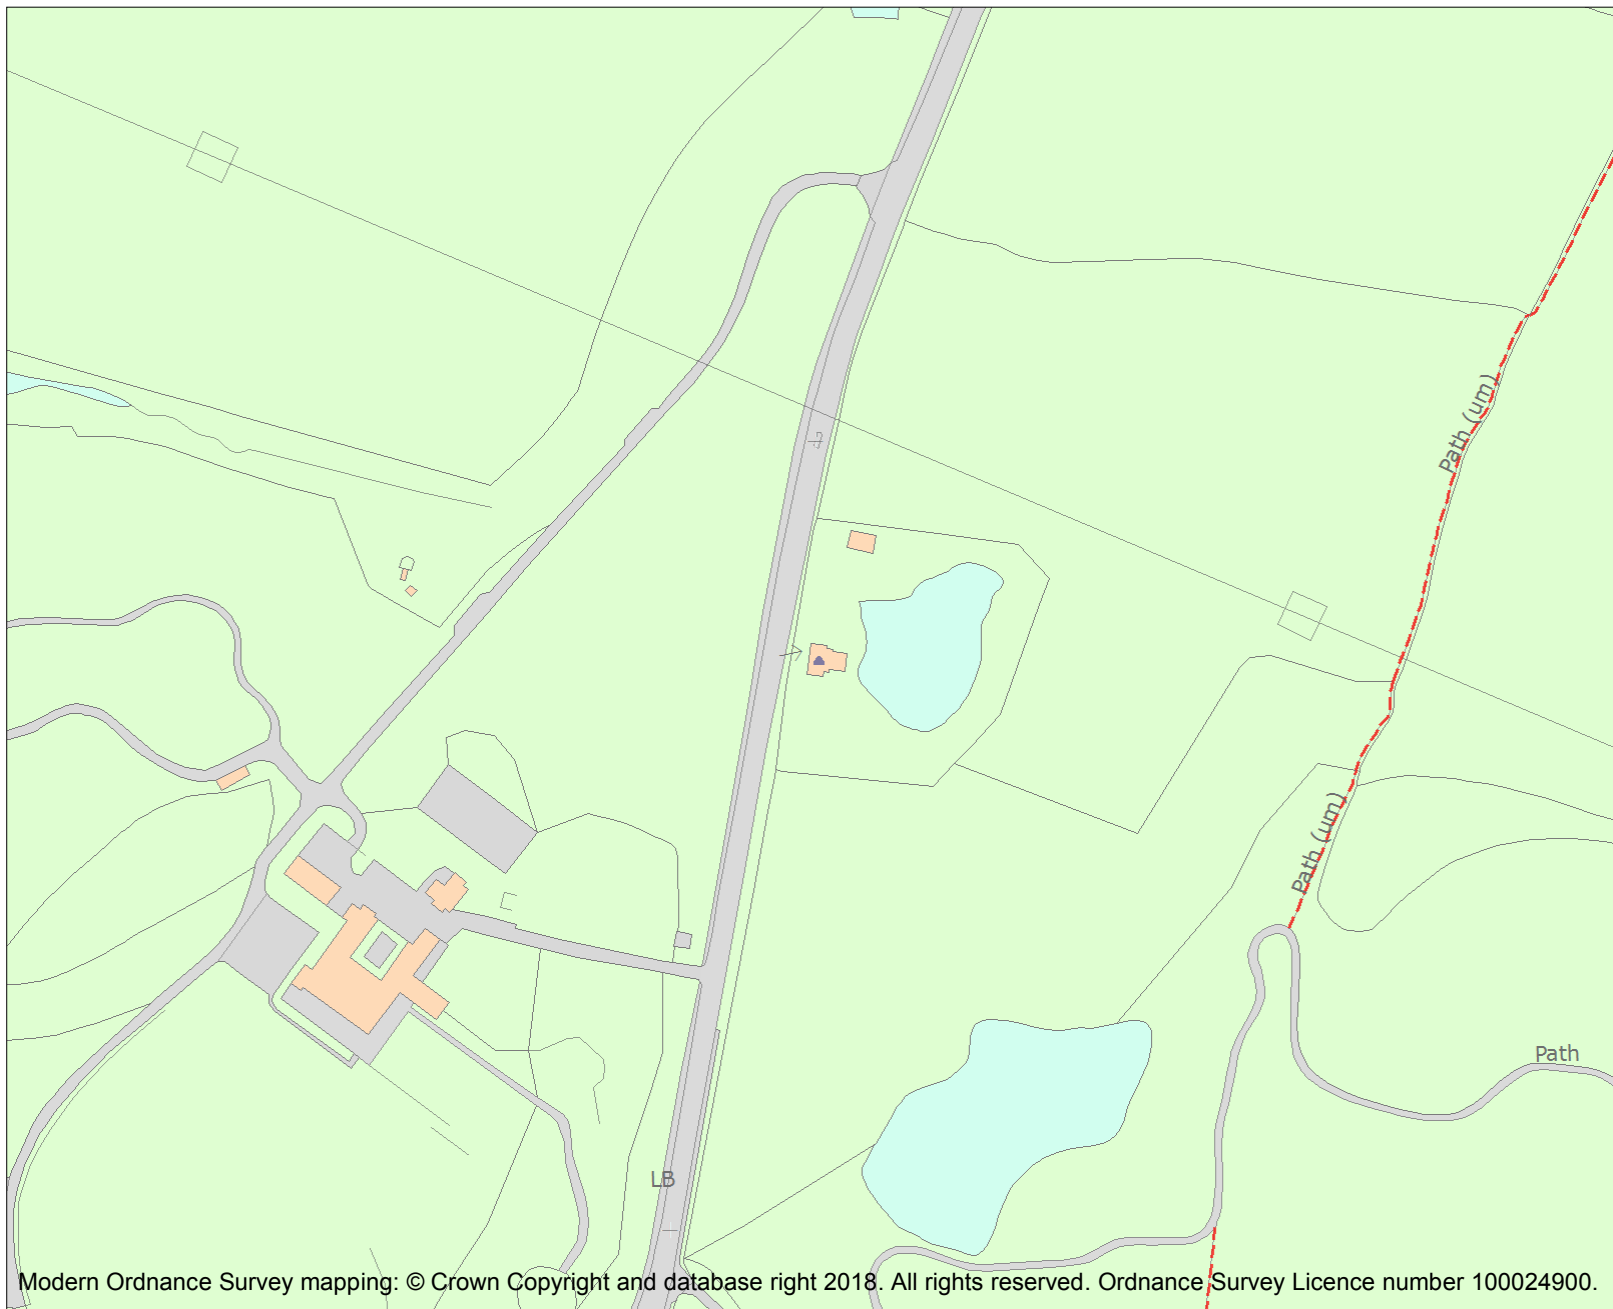 Path (um)
Path (um)
Path
LB
Modern Ordnance Survey mapping: © Crown Copyright and database right 2018. All rights reserved. Ordnance Survey Licence number 100024900.